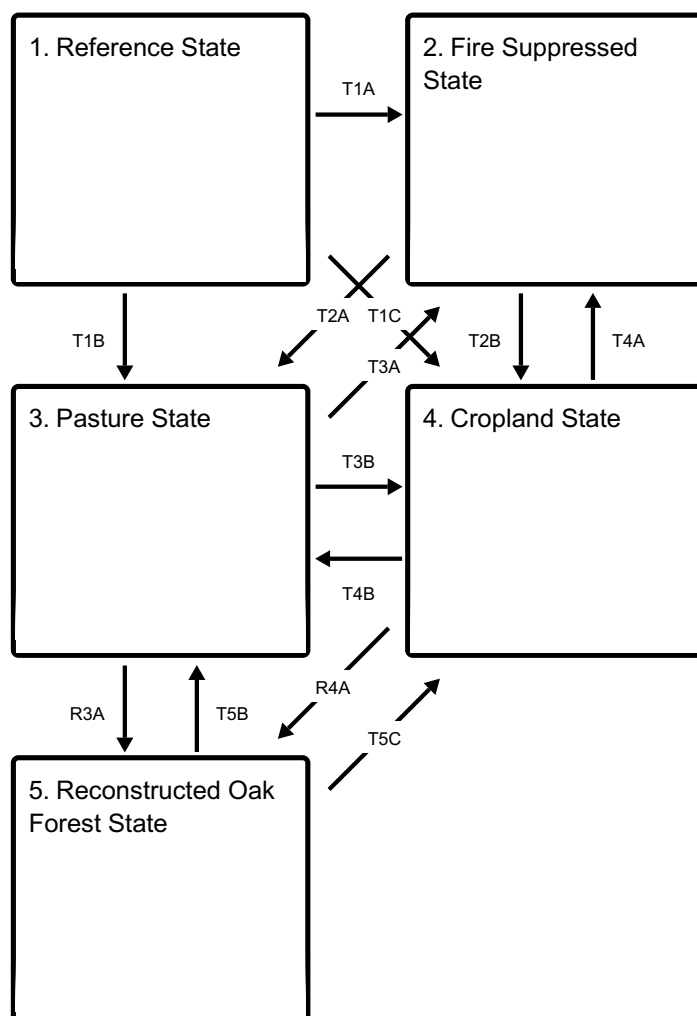 1. Reference State
2. Fire Suppressed
State
T1A
T2A
T1C
T1B
T2B
T4A
T3A
3. Pasture State
4. Cropland State
T3B
T4B
R4A
R3A
T5B
T5C
5. Reconstructed Oak
Forest State